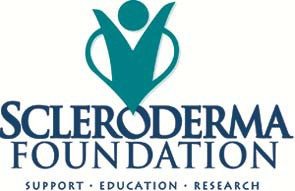 SCLERODERMA
FOUNDATION
SUPPORT · EDUCATION · RESEARCH